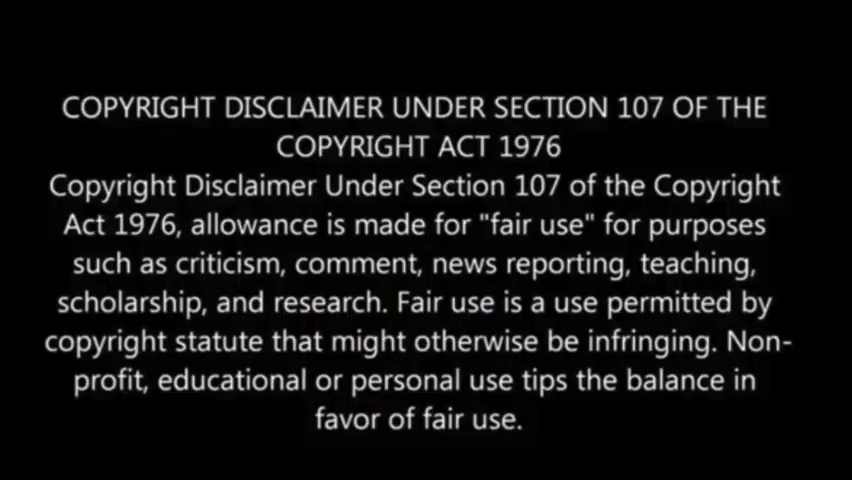 COPYRIGHT DISCLAIMER UNDER SECTION 107 OF THE
COPYRIGHT ACT 1976
Copyright Disclaimer Under Section 107 of the Copyright
Act 1976, allowance is made for "fair use" for purposes
such as criticism, comment, news reporting, teaching,
scholarship, and research. Fair use is a use permitted by
copyright statute that might otherwise be infringing. Non-
profit, educational or personal use tips the balance in
favor of fair use.